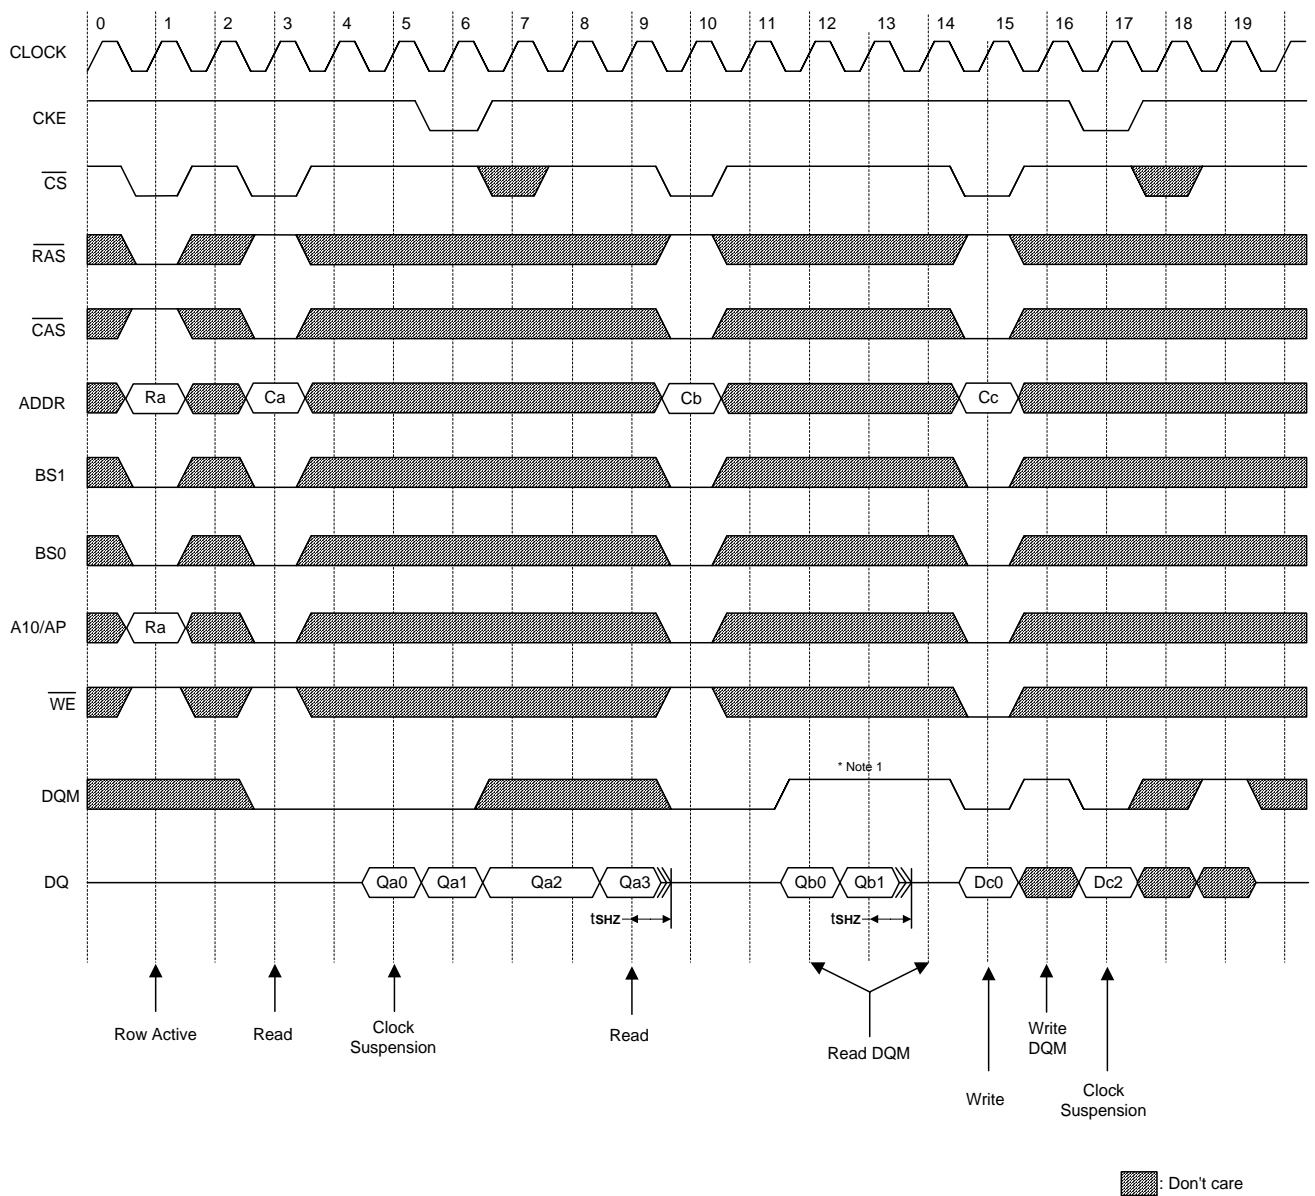 0 1 2 3 4 5 6 7 8 9 10 11 12 13 14 15 16 17 18 19
CLOCK
CKE
CS
RAS
CAS
ADDR Ra Ca Cb Cc
BS1
BS0
A10/AP Ra
WE
* Note 1
DQM
DQ Qa0 Qa1 Qa2 Qa3 Qb0 Qb1 Dc0 Dc2
tSHZ tSHZ
Row Active Read Clock Suspension Read Read DQM Write Write DQM Clock Suspension
: Don't care